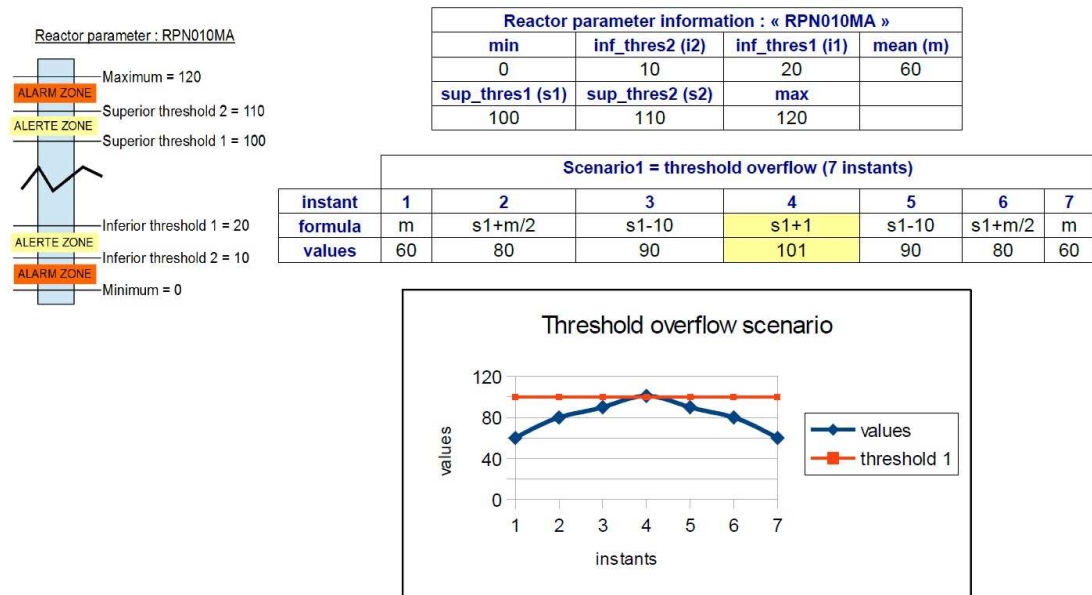 Reactor parameter : RPN010MA
Maximum = 120
ALARM ZONE
Superior threshold 2 = 110
ALERTE ZONE
Superior threshold 1 = 100
Inferior threshold 1 = 20
ALERTE ZONE
Inferior threshold 2 = 10
ALARM ZONE
Minimum = 0
Reactor parameter information : « RPN010MA »
min inf_thres2 (i2) inf_thres1 (i1) mean (m)
0 10 20 60
sup_thres1 (s1) sup_thres2 (s2) max
100 110 120
Scenario1 = threshold overflow (7 instants)
instant 1 2 3 4 5 6 7
formula m s1+m/2 s1-10 s1+1 s1-10 s1+m/2 m
values 60 80 90 101 90 80 60
Threshold overflow scenario
120
80
40
0
values
1 2 3 4 5 6 7
instants
values
threshold 1